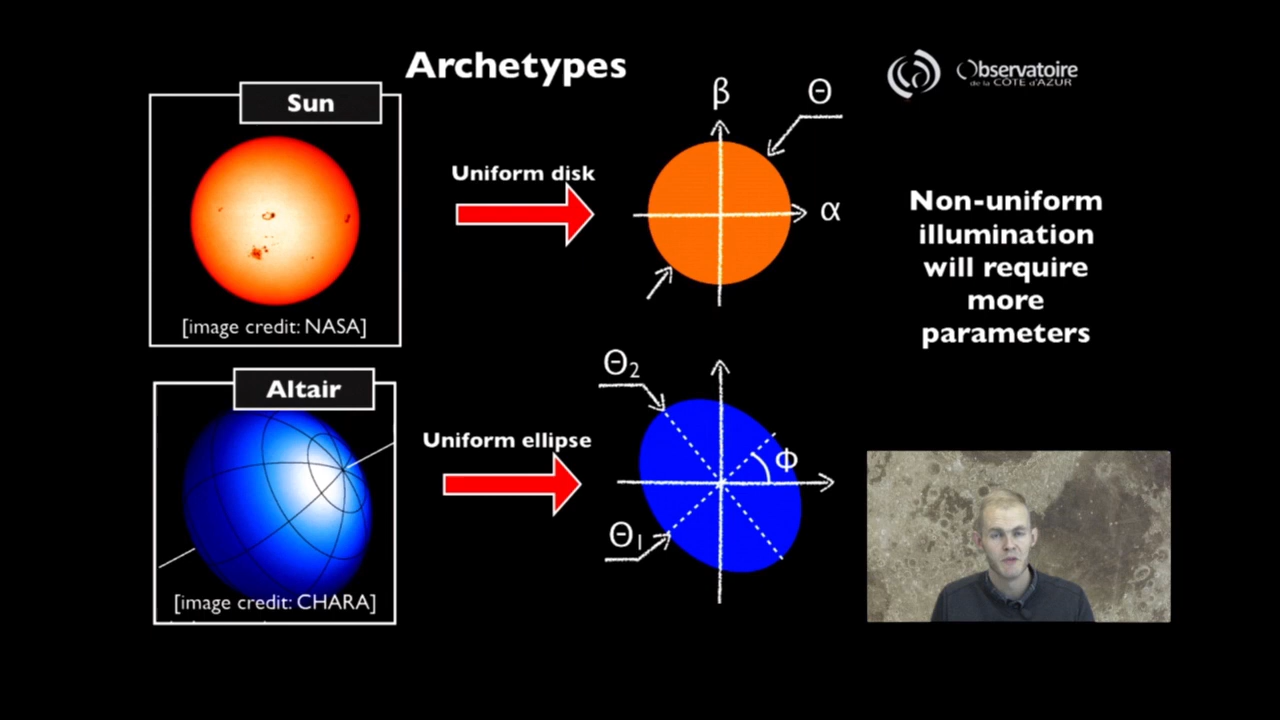 Archetypes
Observatoire
de la CÔTE d'AZUR
Sun
[image credit: NASA]
Uniform disk
β
Θ
α
Non-uniform
illumination
will require
more
parameters
Altair
[image credit: CHARA]
Uniform ellipse
Θ2
ϕ
Θ1